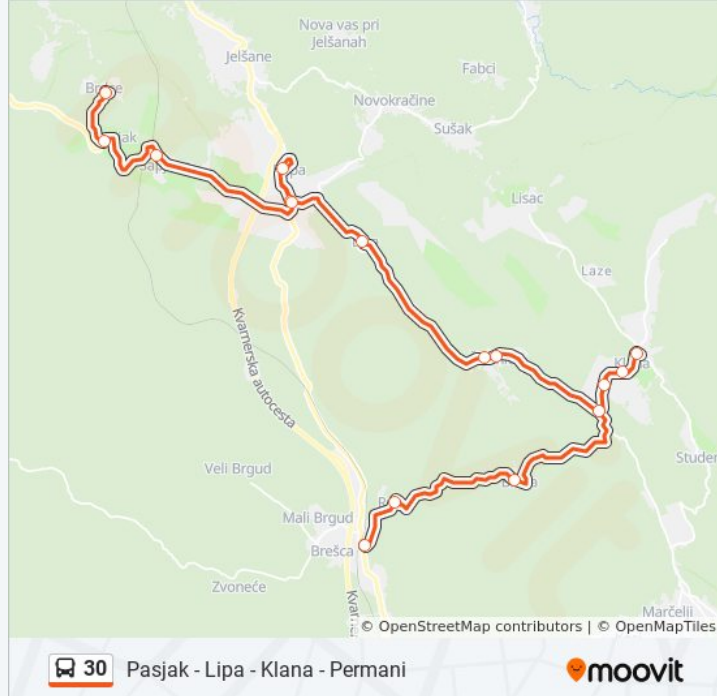 Nova vas pri
Jelšanah
Jelšane
Fabci
Novokračine
Sušak
Lisac
Laze
Kvarnerska autocesta
Veli Brgud
Mali Brgud
Brešca
Zvoneće
Marčelji
© OpenStreetMap contributors | © OpenMapTiles
30 Pasjak - Lipa - Klana - Permani
moovit